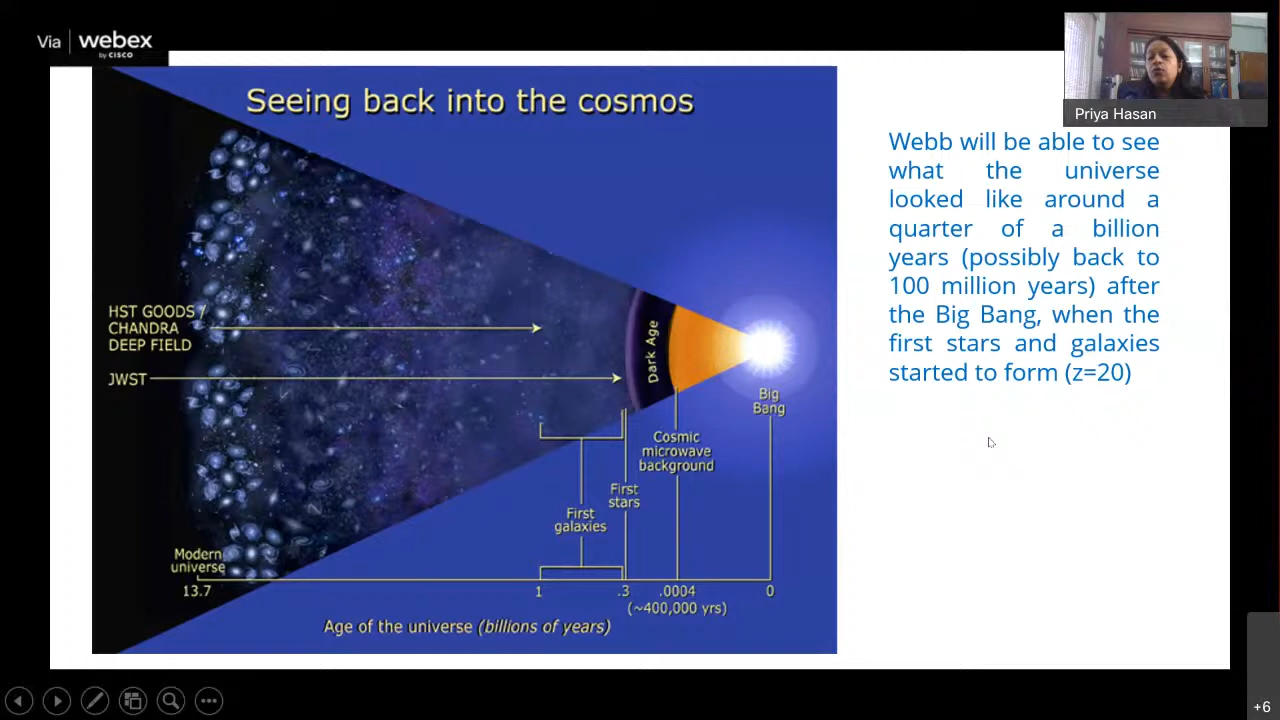 Via webex
by CISCO
Priya Hasan
Seeing back into the cosmos
HST GOODS /
CHANDRA
DEEP FIELD
JWST
Dark Age
Big
Bang
Cosmic
microwave
background
First
stars
First
galaxies
Modern
universe
13.7
1
.3
.0004
0
(~400,000 yrs)
Age of the universe (billions of years)
Webb will be able to see
what the universe
looked like around a
quarter of a billion
years (possibly back to
100 million years) after
the Big Bang, when the
first stars and galaxies
started to form (z=20)
+6